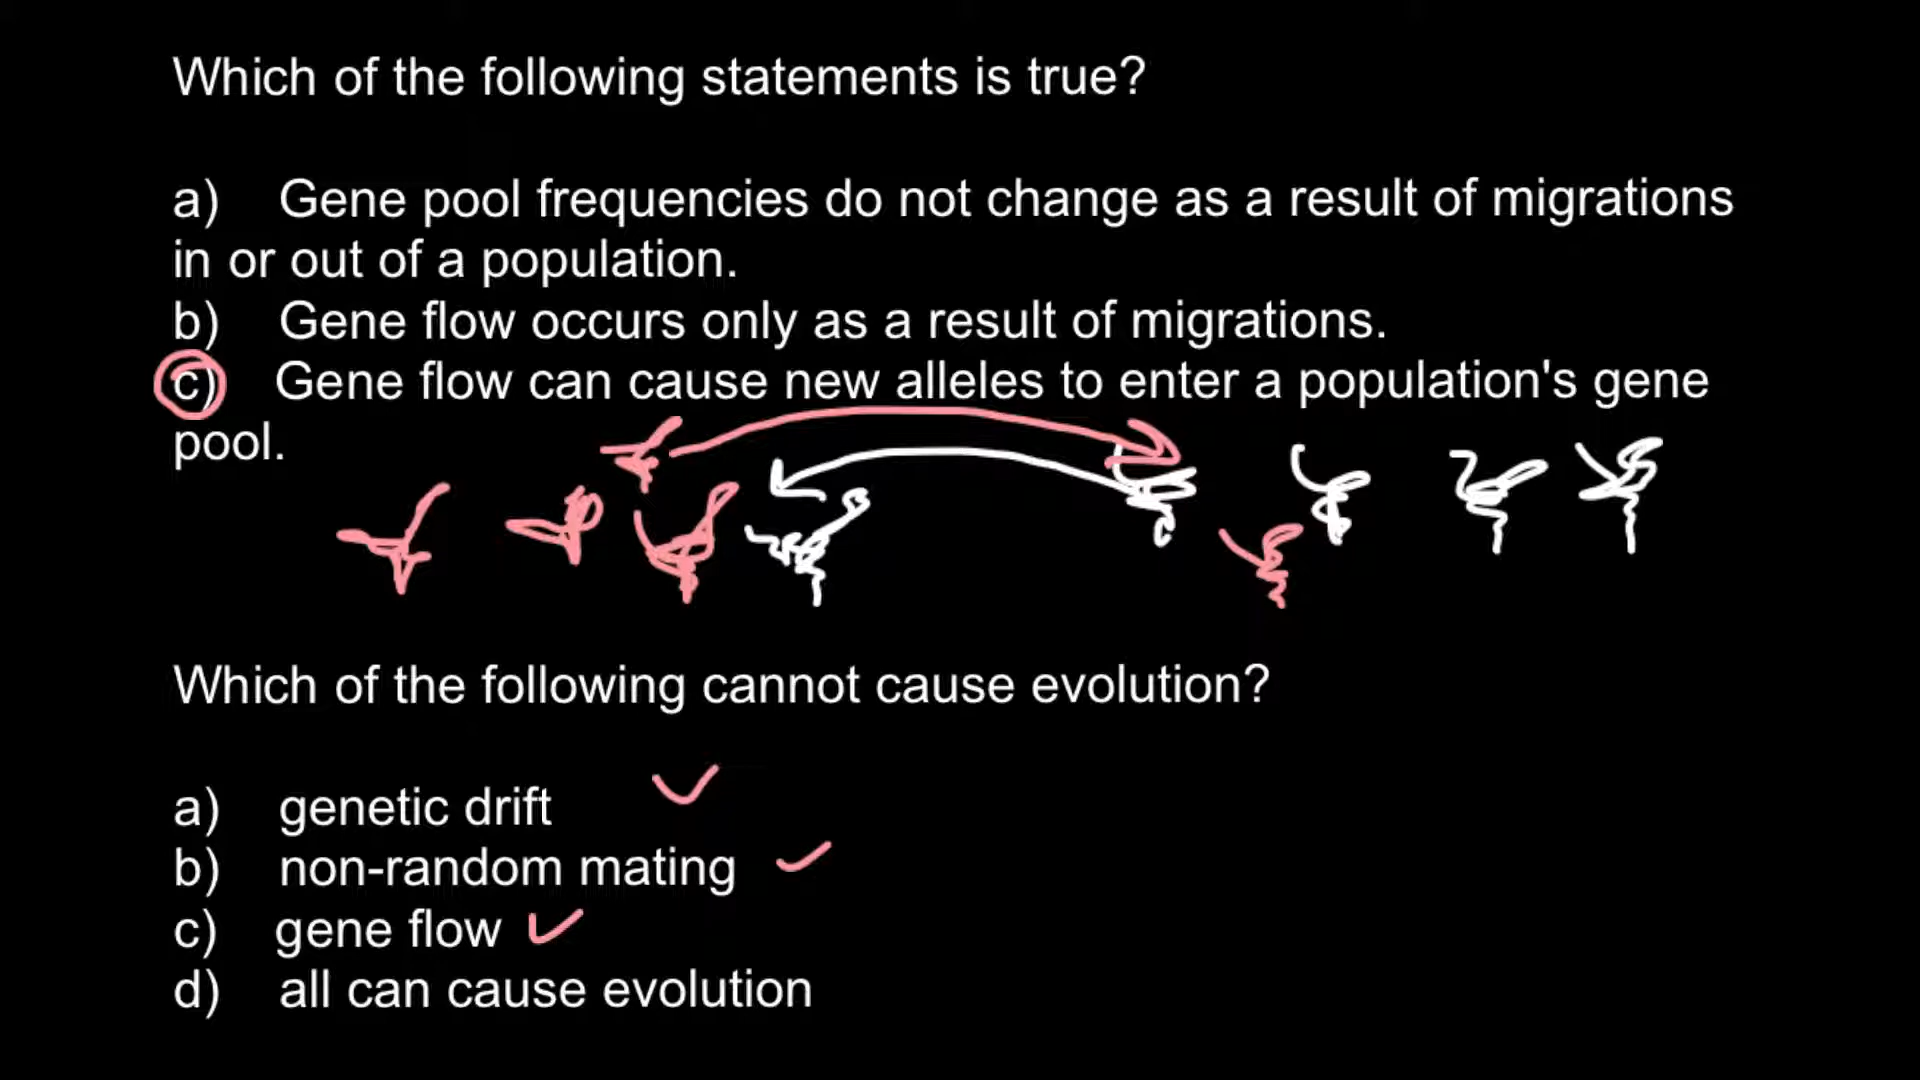 Which of the following statements is true?
a) Gene pool frequencies do not change as a result of migrations
in or out of a population.
b) Gene flow occurs only as a result of migrations.
c) Gene flow can cause new alleles to enter a population's gene
pool.
Which of the following cannot cause evolution?
a) genetic drift
b) non-random mating
c) gene flow
d) all can cause evolution